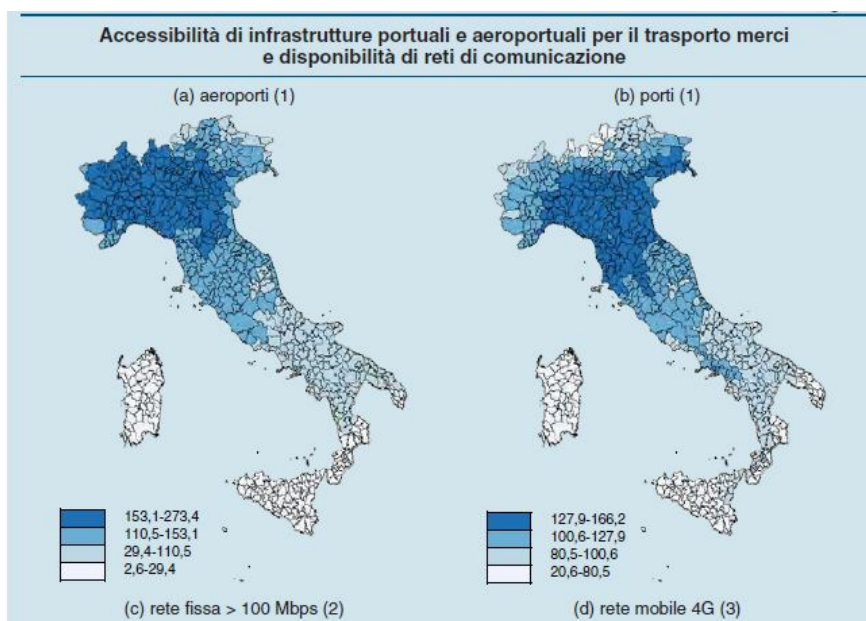 Accessibilità di infrastrutture portuali e aeroportuali per il trasporto merci
e disponibilità di reti di comunicazione
(a) aeroporti (1)
(b) porti (1)
153,1-273,4
110,5-153,1
29,4-110,5
2,6-29,4
127,9-166,2
100,6-127,9
80,5-100,6
20,6-80,5
(c) rete fissa > 100 Mbps (2)
(d) rete mobile 4G (3)